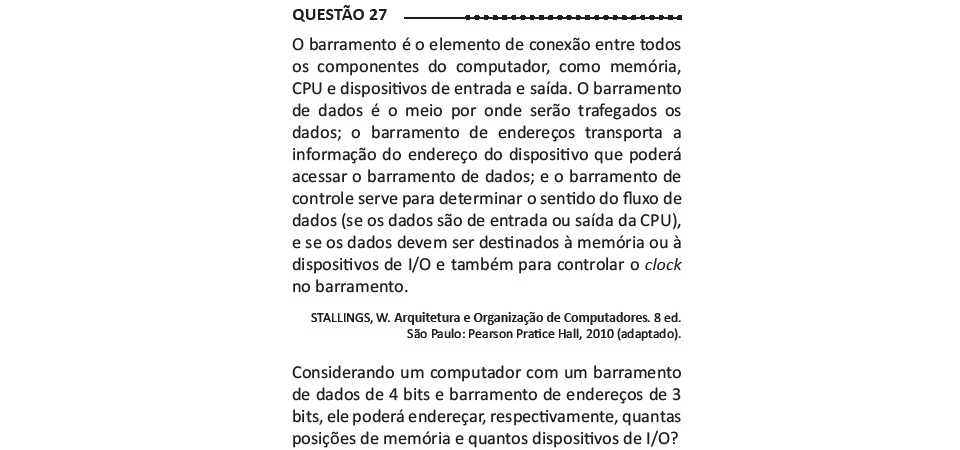 QUESTÃO 27
O barramento é o elemento de conexão entre todos
os componentes do computador, como memória,
CPU e dispositivos de entrada e saída. O barramento
de dados é o meio por onde serão trafegados os
dados; o barramento de endereços transporta a
informação do endereço do dispositivo que poderá
acessar o barramento de dados; e o barramento de
controle serve para determinar o sentido do fluxo de
dados (se os dados são de entrada ou saída da CPU),
e se os dados devem ser destinados à memória ou à
dispositivos de I/O e também para controlar o clock
no barramento.
STALLINGS, W. Arquitetura e Organização de Computadores. 8 ed.
São Paulo: Pearson Pratice Hall, 2010 (adaptado).
Considerando um computador com um barramento
de dados de 4 bits e barramento de endereços de 3
bits, ele poderá endereçar, respectivamente, quantas
posições de memória e quantos dispositivos de I/O?